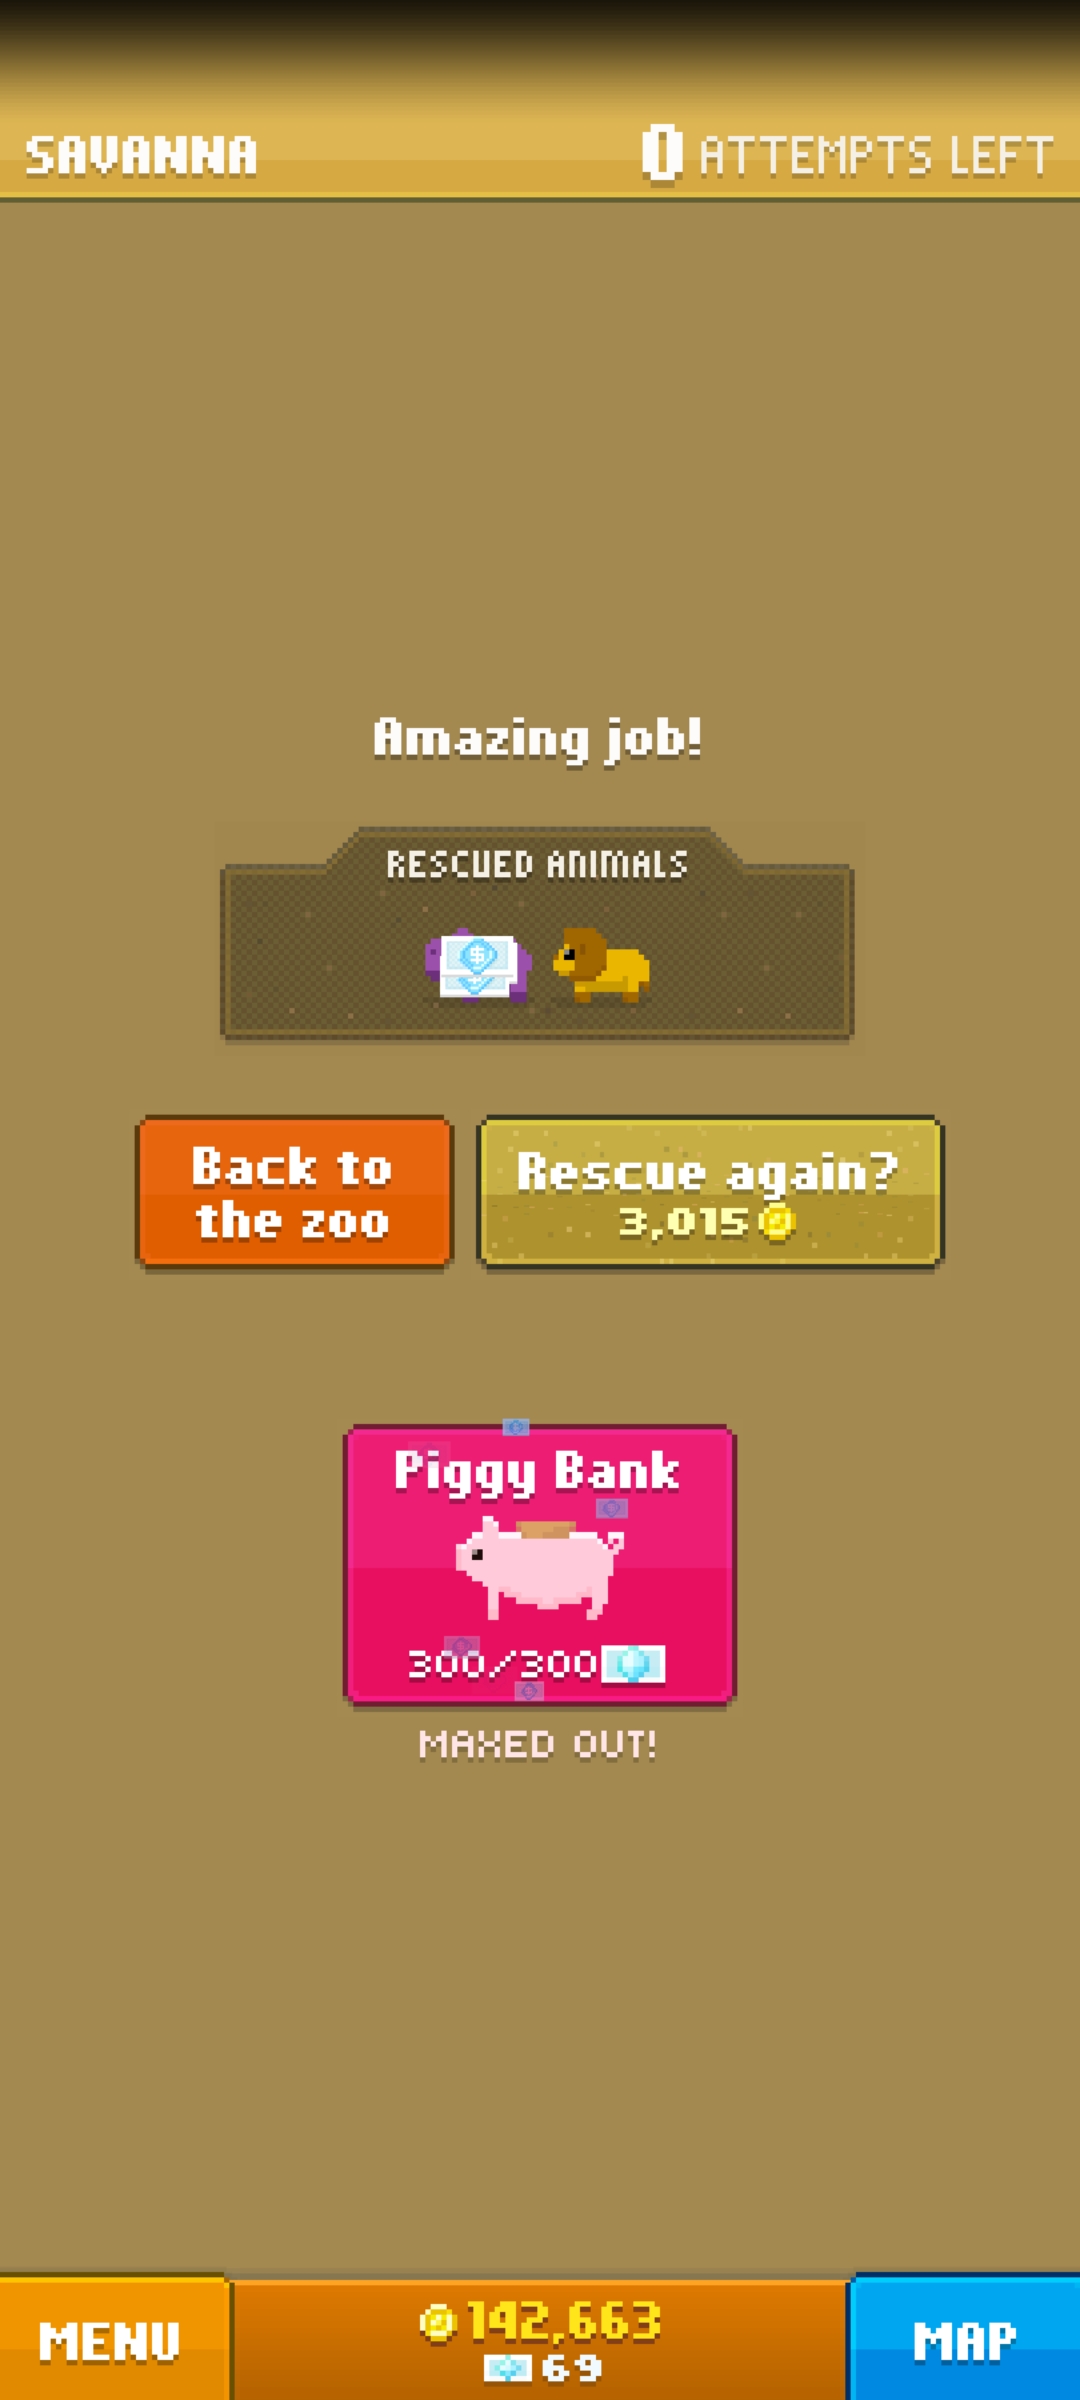 SAVANNA
0 ATTEMPTS LEFT
Amazing job!
RESCUED ANIMALS
Back to
the zoo
Rescue again?
3,015
Piggy Bank
300/300
MAXED OUT!
MENU
142,663
69
MAP